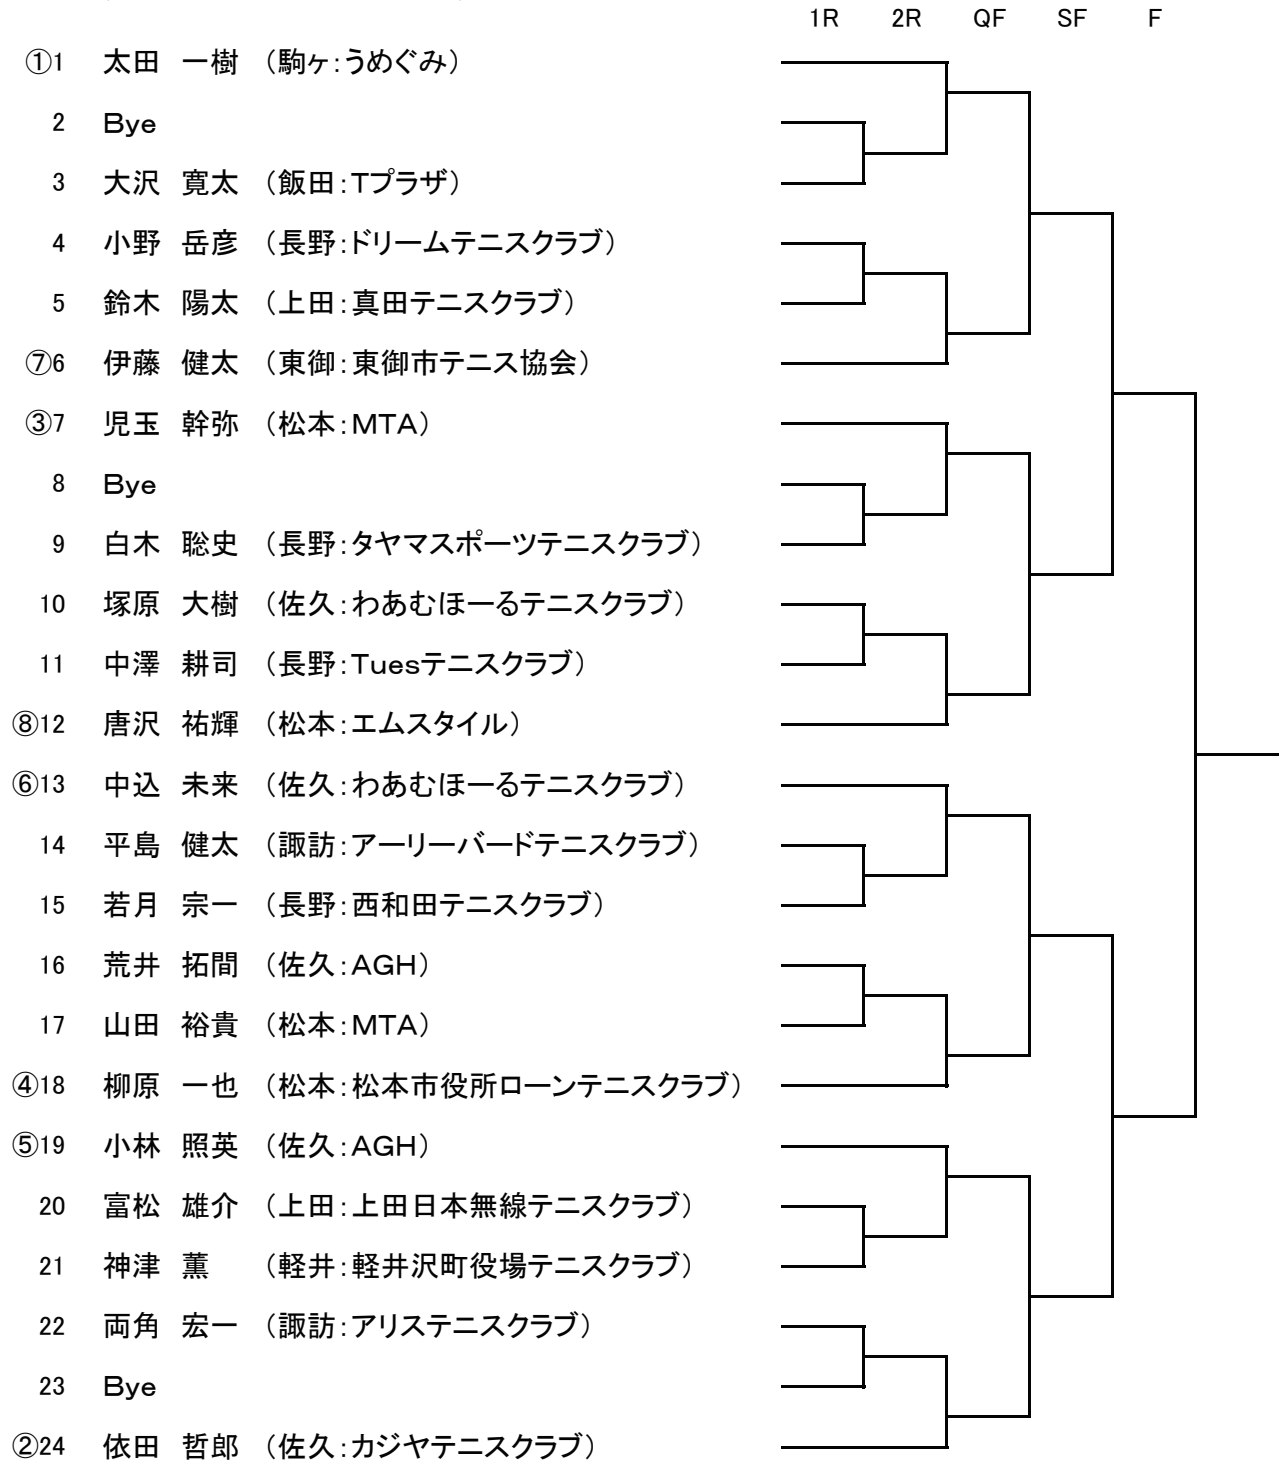 1R 2R QF SF F
①1 太田 一樹 （駒ヶ：うめぐみ）
2 Bye
3 大沢 寛太 （飯田：Tプラザ）
4 小野 岳彦 （長野：ドリームテニスクラブ）
5 鈴木 陽太 （上田：真田テニスクラブ）
⑦6 伊藤 健太 （東御：東御市テニス協会）
③7 児玉 幹弥 （松本：MTA）
8 Bye
9 白木 聡史 （長野：タヤマスポーツテニスクラブ）
10 塚原 大樹 （佐久：わあむほーるテニスクラブ）
11 中澤 耕司 （長野：Tuesテニスクラブ）
⑧12 唐沢 祐輝 （松本：エムスタイル）
⑥13 中込 未来 （佐久：わあむほーるテニスクラブ）
14 平島 健太 （諏訪：アーリーバードテニスクラブ）
15 若月 宗一 （長野：西和田テニスクラブ）
16 荒井 拓間 （佐久：AGH）
17 山田 裕貴 （松本：MTA）
④18 柳原 一也 （松本：松本市役所ローンテニスクラブ）
⑤19 小林 照英 （佐久：AGH）
20 富松 雄介 （上田：上田日本無線テニスクラブ）
21 神津 薫 （軽井：軽井沢町役場テニスクラブ）
22 両角 宏一 （諏訪：アリステニスクラブ）
23 Bye
②24 依田 哲郎 （佐久：カジヤテニスクラブ）